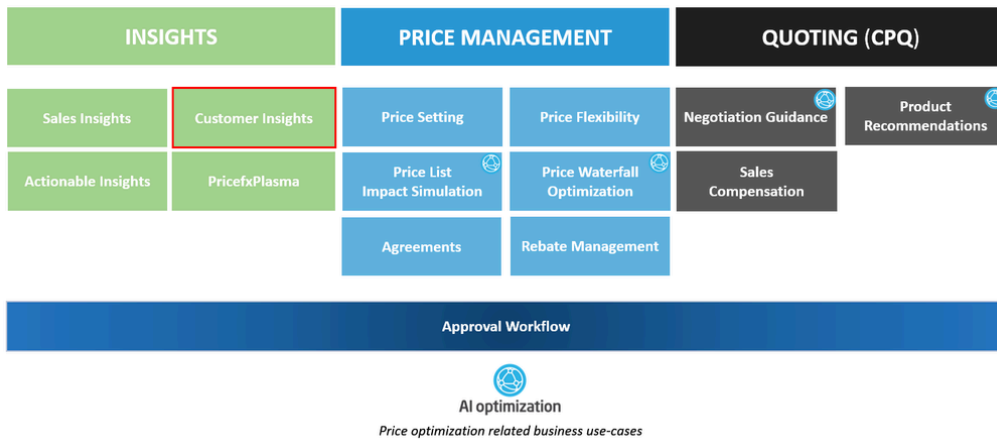 INSIGHTS
PRICE MANAGEMENT
QUOTING (CPQ)
Sales Insights
Customer Insights
Price Setting
Price Flexibility
Negotiation Guidance
Product
Recommendations
Actionable Insights
PricefxPlasma
Price List
Impact Simulation
Price Waterfall
Optimization
Sales
Compensation
Agreements
Rebate Management
Approval Workflow
AI optimization
Price optimization related business use-cases